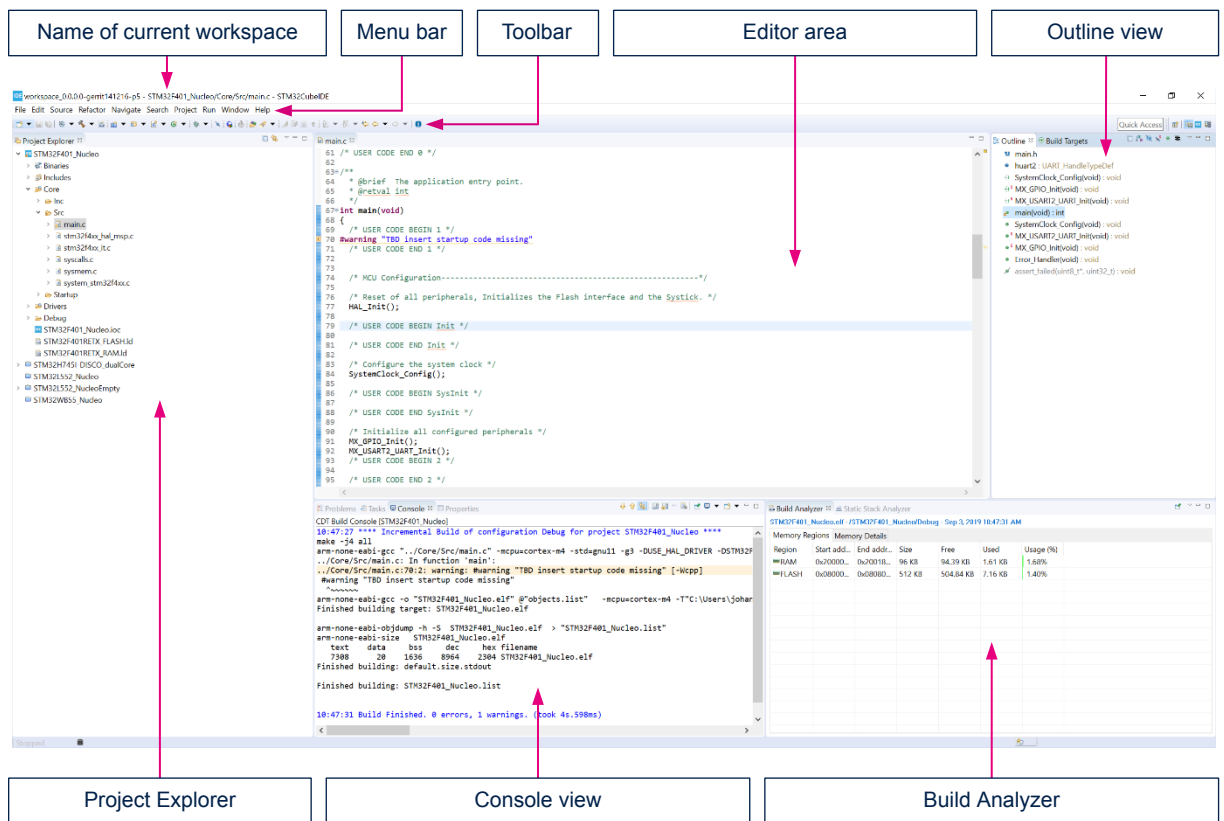 Name of current workspace
Menu bar
Toolbar
Editor area
Outline view
workspace_0.0.0.0-gerrit141216-p5 - STM32F401_Nucleo/Core/Src/main.c - STM32CubeIDE
File Edit Source Refactor Navigate Search Project Run Window Help
Quick Access
Project Explorer
STM32F401_Nucleo
Binaries
Includes
Core
Inc
Src
main.c
stm32f4xx_hal_msp.c
stm32f4xx_it.c
syscalls.c
sysmem.c
system_stm32f4xx.c
Startup
Drivers
Debug
STM32F401_Nucleo.ioc
STM32F401RETX_FLASH.ld
STM32F401RETX_RAM.ld
STM32H745I-DISCO_dualCore
STM32L552_Nucleo
STM32L552_NucleoEmpty
STM32WB55_Nucleo
main.c
61 /* USER CODE END 0 */
62
63 /**
64 * @brief The application entry point.
65 * @retval int
66 */
67 int main(void)
68 {
69 /* USER CODE BEGIN 1 */
70 #warning "TBD insert startup code missing"
71 /* USER CODE END 1 */
72
73
74 /* MCU Configuration--------------------------------------------------------*/
75
76 /* Reset of all peripherals, Initializes the Flash interface and the Systick. */
77 HAL_Init();
78
79 /* USER CODE BEGIN Init */
80
81 /* USER CODE END Init */
82
83 /* Configure the system clock */
84 SystemClock_Config();
85
86 /* USER CODE BEGIN SysInit */
87
88 /* USER CODE END SysInit */
89
90 /* Initialize all configured peripherals */
91 MX_GPIO_Init();
92 MX_USART2_UART_Init();
93 /* USER CODE BEGIN 2 */
94
95 /* USER CODE END 2 */
Outline Build Targets
main.h
huart2 : UART_HandleTypeDef
SystemClock_Config(void) : void
MX_GPIO_Init(void) : void
MX_USART2_UART_Init(void) : void
main(void) : int
SystemClock_Config(void) : void
MX_USART2_UART_Init(void) : void
MX_GPIO_Init(void) : void
Error_Handler(void) : void
assert_failed(uint8_t*, uint32_t) : void
Problems Tasks Console Properties
CDT Build Console [STM32F401_Nucleo]
10:47:27 **** Incremental Build of configuration Debug for project STM32F401_Nucleo ****
make -j4 all
arm-none-eabi-gcc "../Core/Src/main.c" -mcpu=cortex-m4 -std=gnu11 -g3 -DUSE_HAL_DRIVER -DSTM32F
../Core/Src/main.c: In function 'main':
../Core/Src/main.c:70:2: warning: #warning "TBD insert startup code missing" [-Wcpp]
#warning "TBD insert startup code missing"
^~~~~~~
arm-none-eabi-gcc -o "STM32F401_Nucleo.elf" @"objects.list" -mcpu=cortex-m4 -T"C:\Users\johar
Finished building target: STM32F401_Nucleo.elf
arm-none-eabi-objdump -h -S STM32F401_Nucleo.elf > "STM32F401_Nucleo.list"
arm-none-eabi-size STM32F401_Nucleo.elf
text data bss dec hex filename
7308 20 1636 8964 2304 STM32F401_Nucleo.elf
Finished building: default.size.stdout
Finished building: STM32F401_Nucleo.list
10:47:31 Build Finished. 0 errors, 1 warnings. (took 4s.598ms)
Build Analyzer Static Stack Analyzer
STM32F401_Nucleo.elf - /STM32F401_Nucleo/Debug - Sep 3, 2019 10:47:31 AM
Memory Regions Memory Details
Region Start add... End addr... Size Free Used Usage (%)
RAM 0x20000... 0x20018... 96 KB 94.39 KB 1.61 KB 1.68%
FLASH 0x08000... 0x08080... 512 KB 504.84 KB 7.16 KB 1.40%
Stopped
Project Explorer
Console view
Build Analyzer